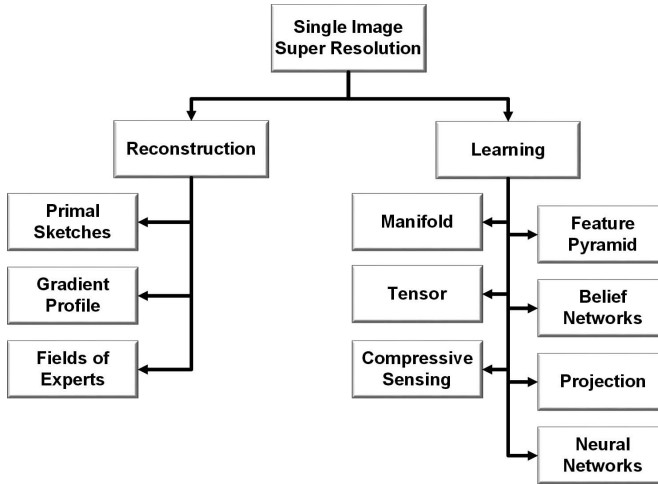 Single Image
Super Resolution
Reconstruction
Learning
Primal
Sketches
Gradient
Profile
Fields of
Experts
Manifold
Tensor
Compressive
Sensing
Feature
Pyramid
Belief
Networks
Projection
Neural
Networks